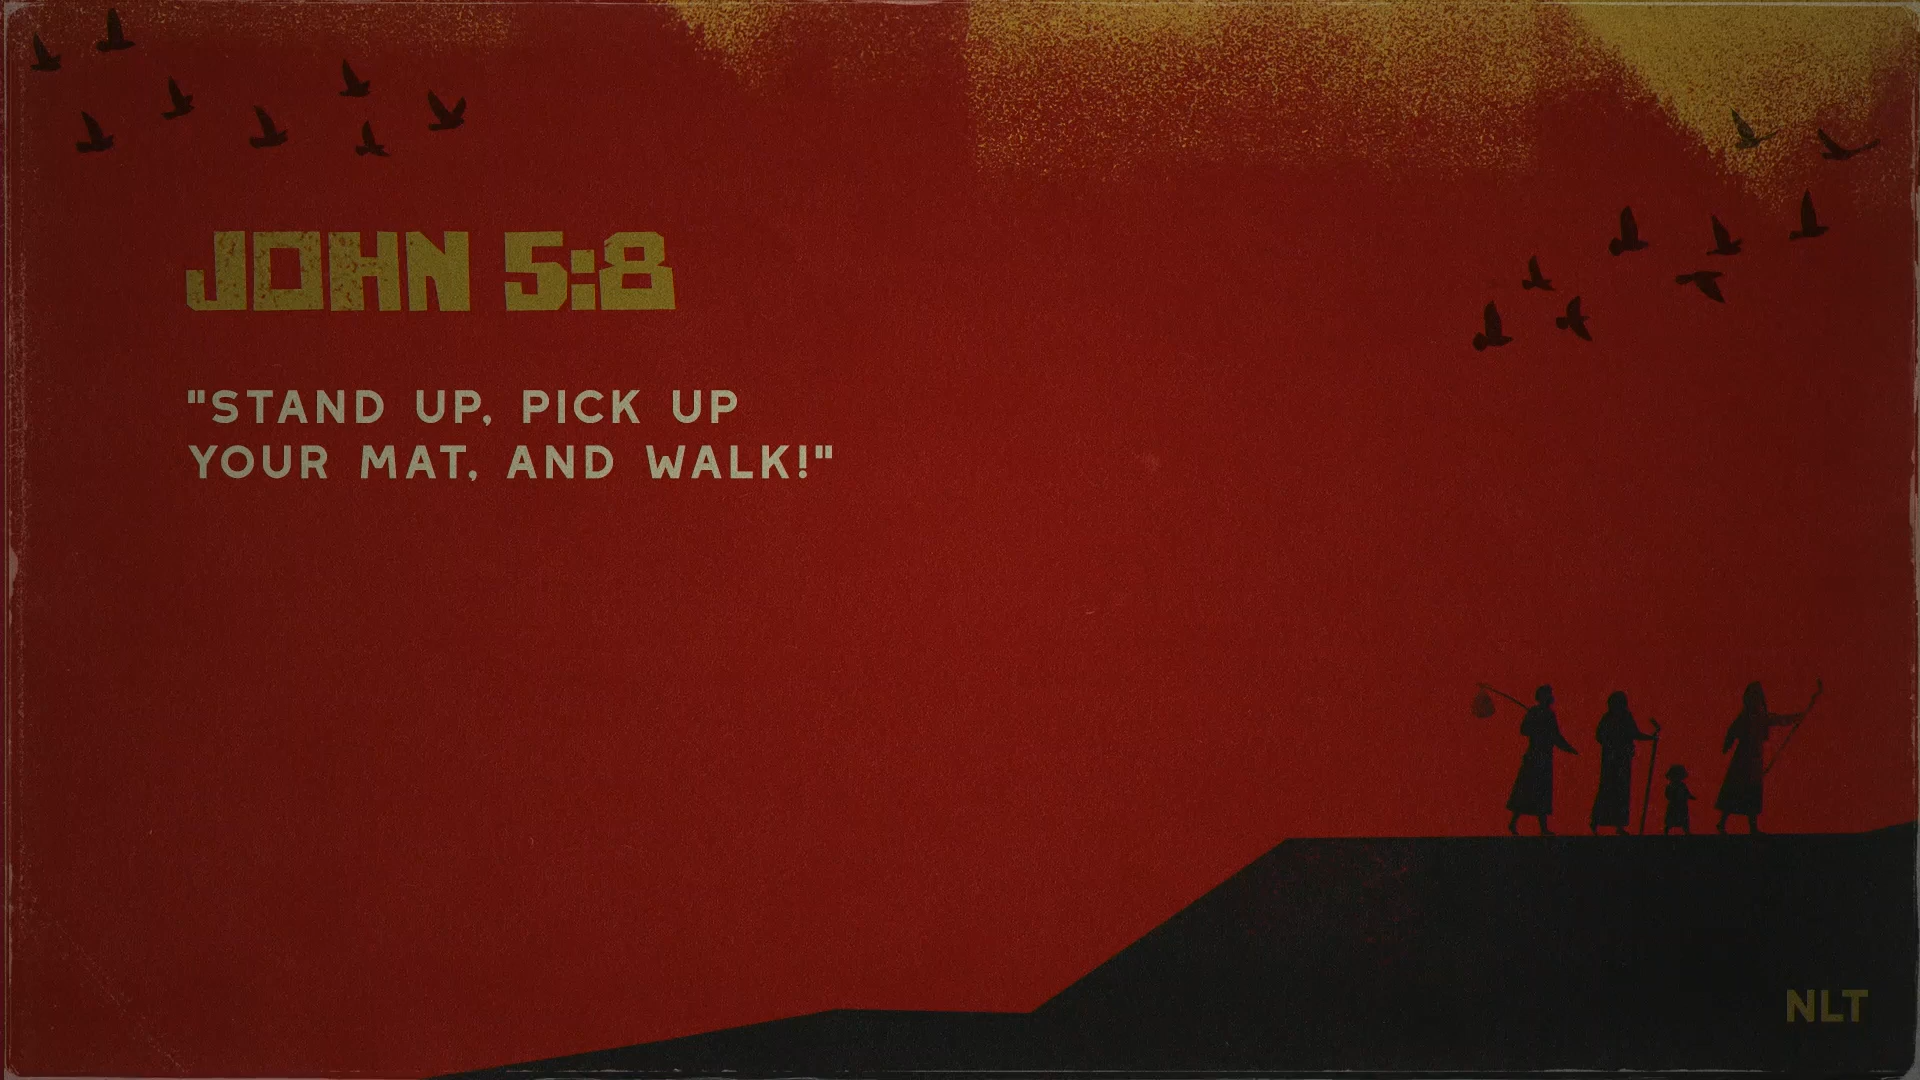 JOHN 5:8
"STAND UP, PICK UP
YOUR MAT, AND WALK!"
NLT